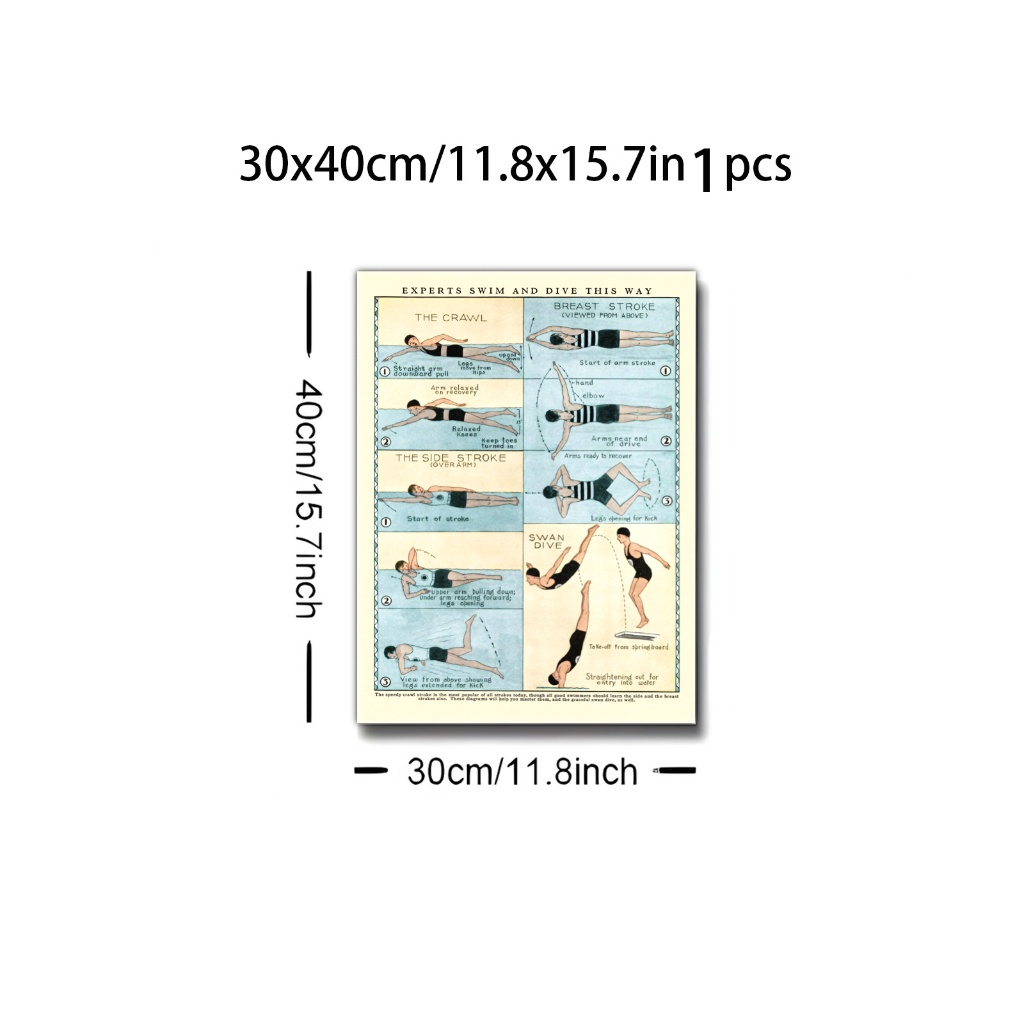 30x40cm/11.8x15.7in 1 pcs
40cm/15.7inch
EXPERTS SWIM AND DIVE THIS WAY
THE CRAWL
upand
down
Legs
move from
hips
1 Straight arm
downward pull
Arm relaxed
on recovery
Relaxed
knees
Keep toes
turned in
2
THE SIDE STROKE
(OVERARM)
1
Start of stroke
Upper arm pulling down;
under arm reaching forward;
legs opening
2
3
View from above showing
legs extended for kick
BREAST STROKE
(VIEWED FROM ABOVE)
Start of arm stroke
1
hand
elbow
Arms near end
of drive
2
Arms ready to recover
3
Legs opening for kick
SWAN
DIVE
Take-off from springboard
Straightening out for
entry into water
The speedy crawl stroke is the most popular of all strokes today, though all good swimmers should learn the side and the breast
strokes also. These diagrams will help you master them, and the graceful swan dive, as well.
30cm/11.8inch